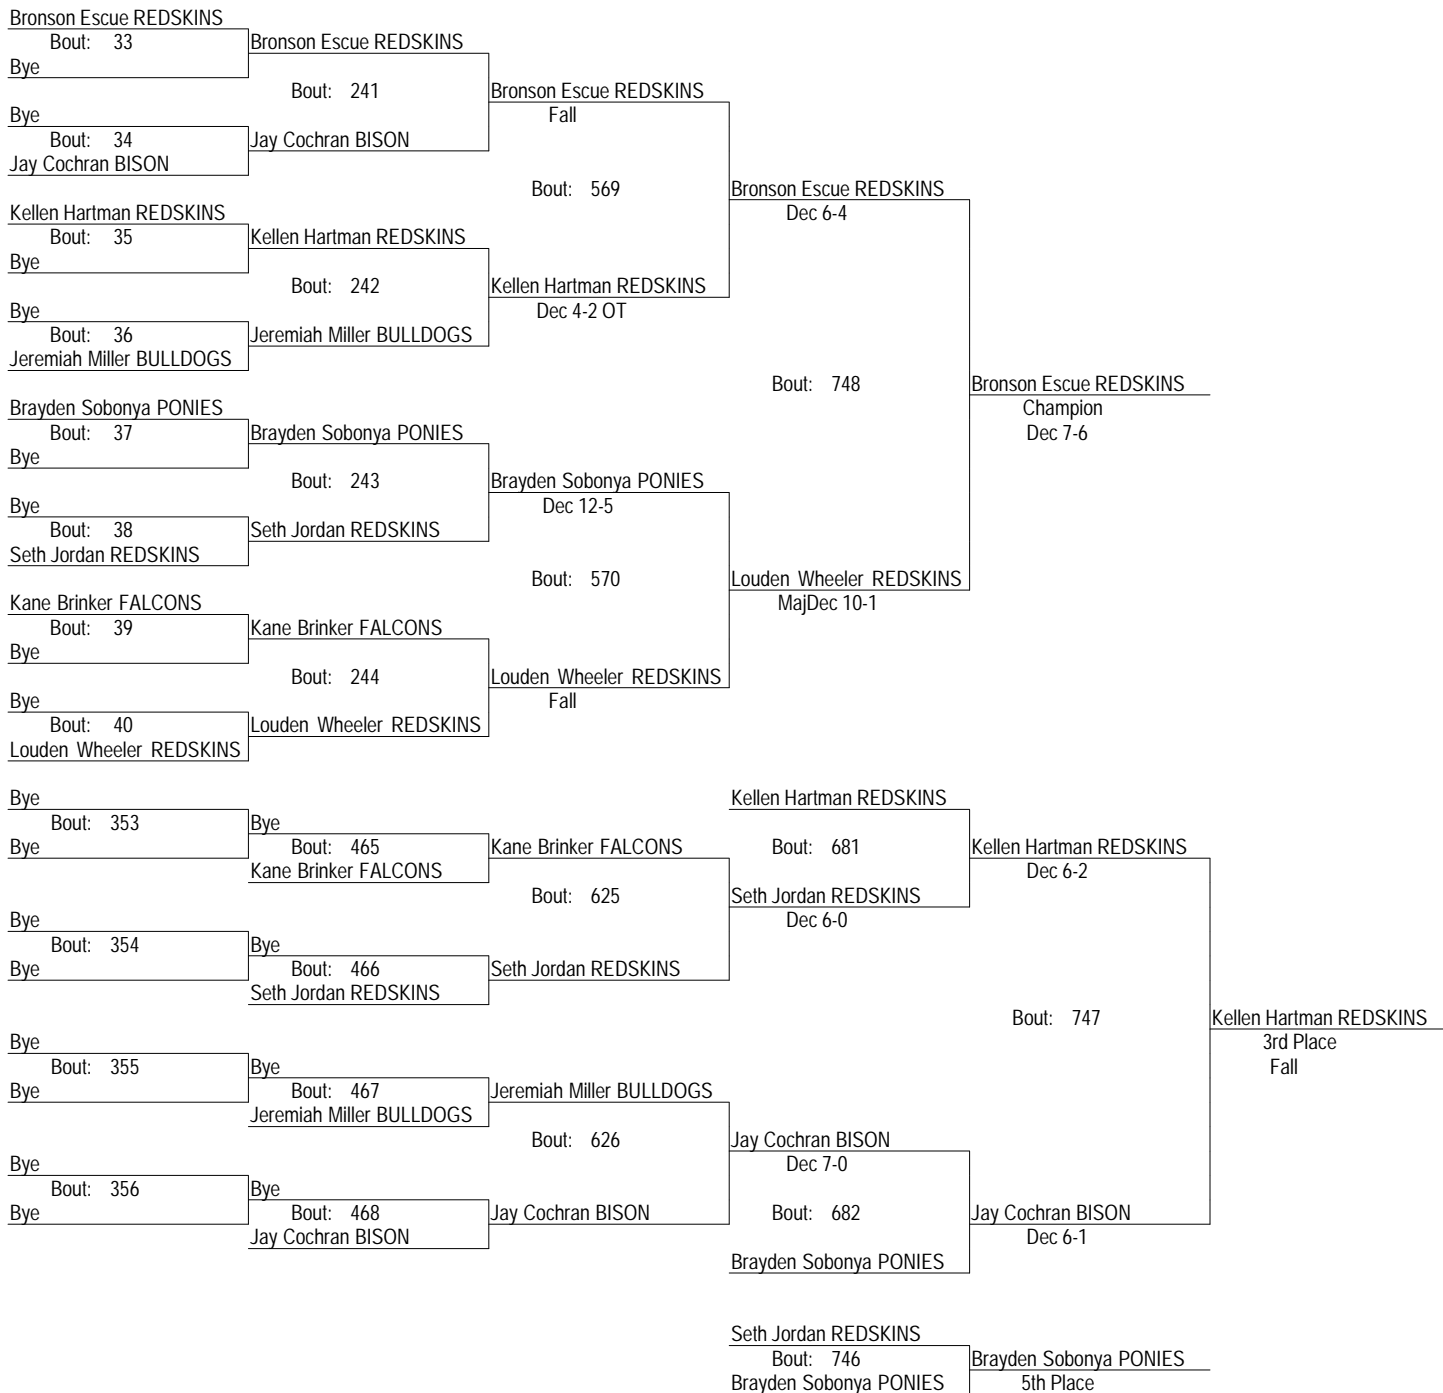 Bronson Escue REDSKINS
Bout: 33
Bye
Bronson Escue REDSKINS
Bout: 241
Bye
Bout: 34
Jay Cochran BISON
Jay Cochran BISON
Bronson Escue REDSKINS
Fall
Bout: 569
Kellen Hartman REDSKINS
Bout: 35
Bye
Kellen Hartman REDSKINS
Bout: 242
Bye
Bout: 36
Jeremiah Miller BULLDOGS
Jeremiah Miller BULLDOGS
Kellen Hartman REDSKINS
Dec 4-2 OT
Bronson Escue REDSKINS
Dec 6-4
Bout: 748
Brayden Sobonya PONIES
Bout: 37
Bye
Brayden Sobonya PONIES
Bout: 243
Bye
Bout: 38
Seth Jordan REDSKINS
Seth Jordan REDSKINS
Brayden Sobonya PONIES
Dec 12-5
Bout: 570
Kane Brinker FALCONS
Bout: 39
Bye
Kane Brinker FALCONS
Bout: 244
Bye
Bout: 40
Louden Wheeler REDSKINS
Louden Wheeler REDSKINS
Louden Wheeler REDSKINS
Fall
Louden Wheeler REDSKINS
MajDec 10-1
Bronson Escue REDSKINS
Champion
Dec 7-6
Bye
Bout: 353
Bye
Bye
Bout: 465
Kane Brinker FALCONS
Kane Brinker FALCONS
Bout: 625
Bye
Bout: 354
Bye
Bye
Bout: 466
Seth Jordan REDSKINS
Seth Jordan REDSKINS
Kellen Hartman REDSKINS
Bout: 681
Seth Jordan REDSKINS
Dec 6-0
Kellen Hartman REDSKINS
Dec 6-2
Bout: 747
Bye
Bout: 355
Bye
Bye
Bout: 467
Jeremiah Miller BULLDOGS
Jeremiah Miller BULLDOGS
Bout: 626
Bye
Bout: 356
Bye
Bye
Bout: 468
Jay Cochran BISON
Jay Cochran BISON
Jay Cochran BISON
Dec 7-0
Bout: 682
Brayden Sobonya PONIES
Jay Cochran BISON
Dec 6-1
Kellen Hartman REDSKINS
3rd Place
Fall
Seth Jordan REDSKINS
Bout: 746
Brayden Sobonya PONIES
Brayden Sobonya PONIES
5th Place